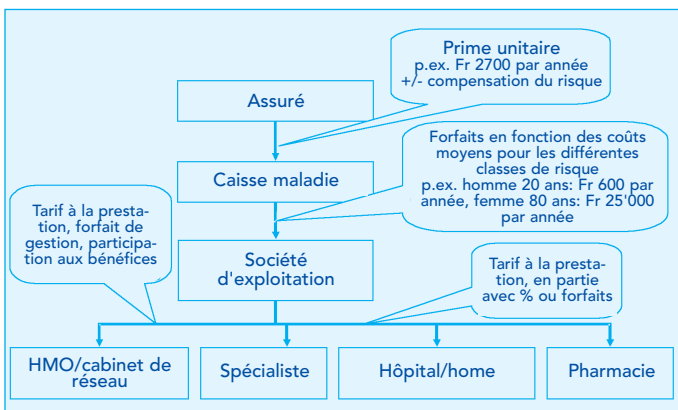 Prime unitaire
p.ex. Fr 2700 par année
+/- compensation du risque
Assuré
Forfaits en fonction des coûts
moyens pour les différentes
classes de risque
p.ex. homme 20 ans: Fr 600 par
année, femme 80 ans: Fr 25'000
par année
Caisse maladie
Tarif à la presta-
tion, forfait de
gestion, participa-
tion aux bénéfices
Société
d'exploitation
Tarif à la presta-
tion, en partie
avec % ou forfaits
HMO/cabinet de
réseau
Spécialiste
Hôpital/home
Pharmacie